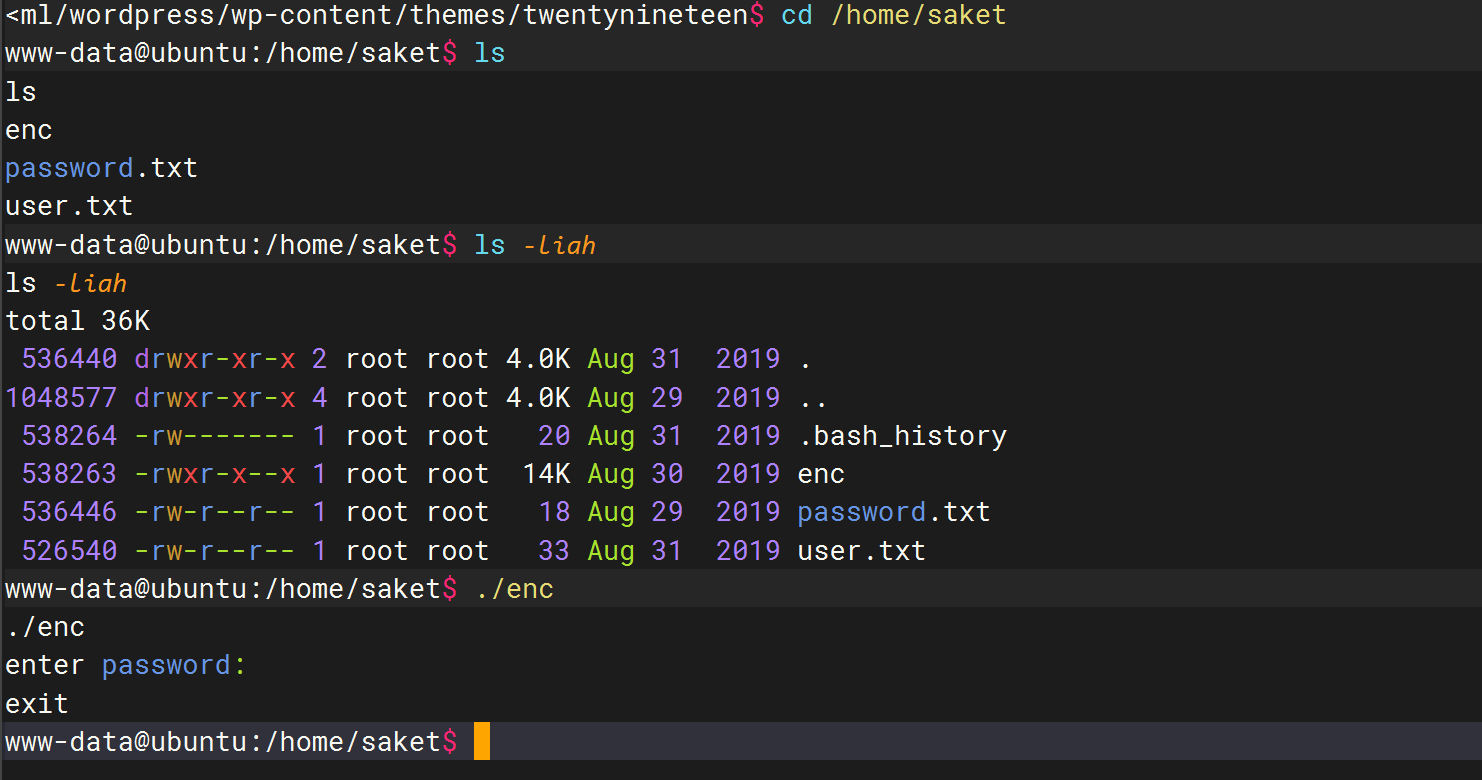 <ml/wordpress/wp-content/themes/twentynineteen$ cd /home/saket
www-data@ubuntu:/home/saket$ ls
ls
enc
password.txt
user.txt
www-data@ubuntu:/home/saket$ ls -liah
ls -liah
total 36K
536440 drwxr-xr-x 2 root root 4.0K Aug 31 2019 .
1048577 drwxr-xr-x 4 root root 4.0K Aug 29 2019 ..
538264 -rw------- 1 root root 20 Aug 31 2019 .bash_history
538263 -rwxr-x--x 1 root root 14K Aug 30 2019 enc
536446 -rw-r--r-- 1 root root 18 Aug 29 2019 password.txt
526540 -rw-r--r-- 1 root root 33 Aug 31 2019 user.txt
www-data@ubuntu:/home/saket$ ./enc
./enc
enter password:
exit
www-data@ubuntu:/home/saket$